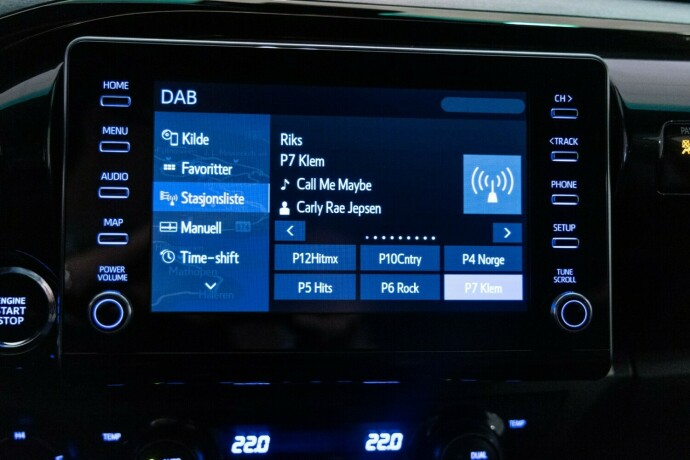 DAB
HOME
MENU
AUDIO
MAP
POWER
VOLUME
ENGINE
START
STOP
Kilde
Favoritter
Stasjonsliste
Manuell
Time-shift
Mathopen
Riks
P7 Klem
Call Me Maybe
Carly Rae Jepsen
< >
P12Hitmx P10Cntry P4 Norge
P5 Hits P6 Rock P7 Klem
CH >
< TRACK
PHONE
SETUP
TUNE
SCROLL
H4
TEMP
22.0
22.0
TEMP
DUAL